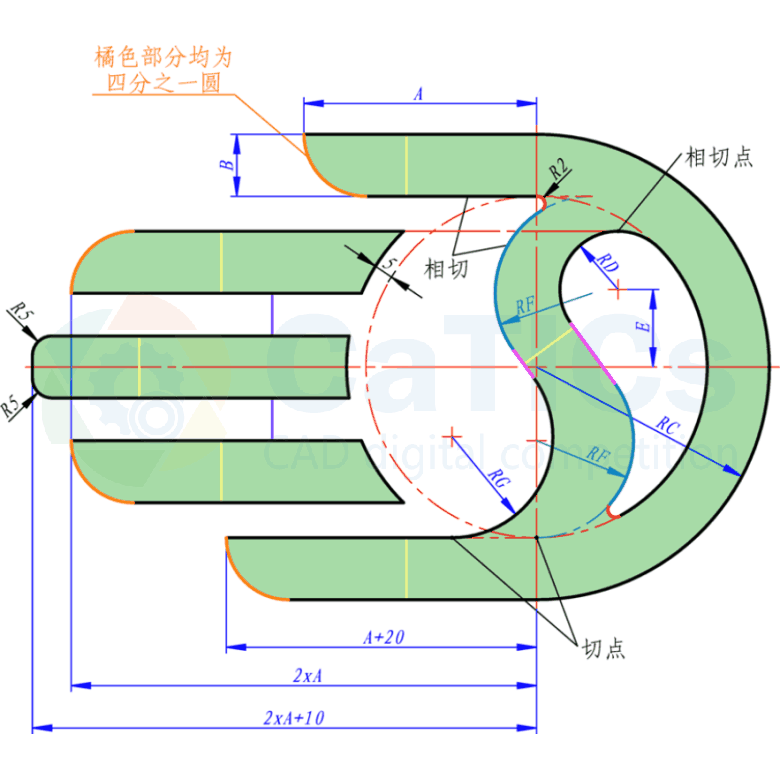 橘色部分均为
四分之一圆
A
B
R2
相切点
相切
5
RD
RF
E
R5
CaTICs
CAD digital competition
R5
RC
RG
RF
A+20
切点
2xA
2xA+10